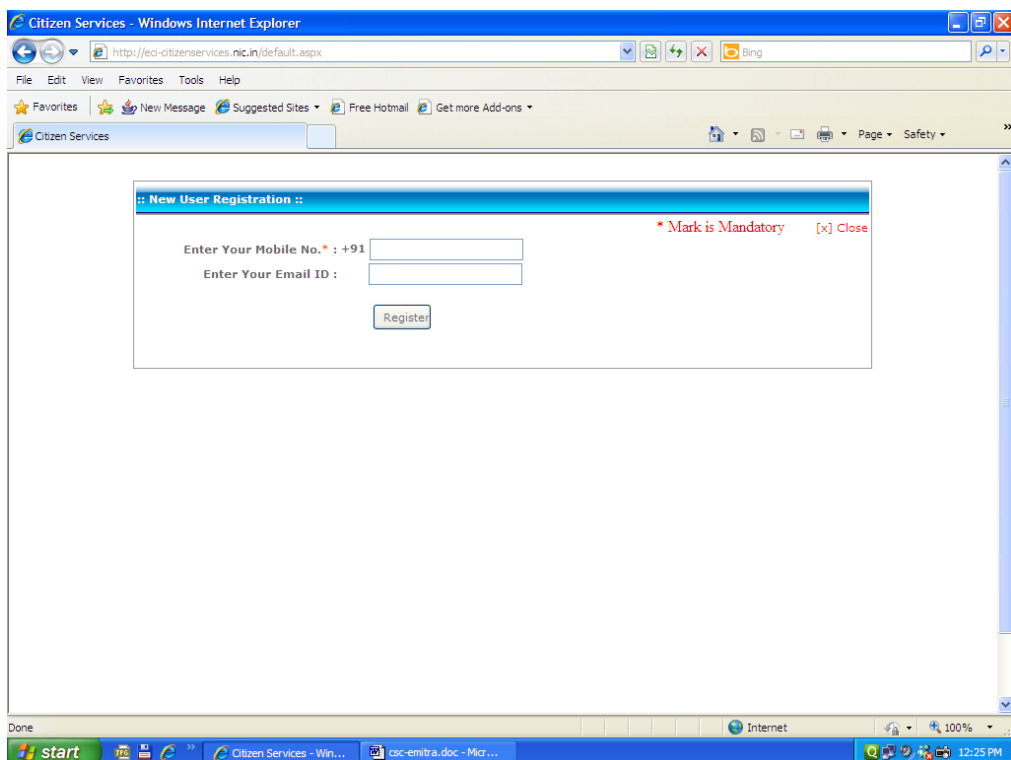 Citizen Services - Windows Internet Explorer
http://eci-citizenservices.nic.in/default.aspx
Bing
File Edit View Favorites Tools Help
Favorites New Message Suggested Sites Free Hotmail Get more Add-ons
Citizen Services
Page Safety »
:: New User Registration ::
* Mark is Mandatory [x] Close
Enter Your Mobile No.* : +91
Enter Your Email ID :
Register
Done Internet 100%
start » Citizen Services - Win... csc-emitra.doc - Micr... 12:25 PM